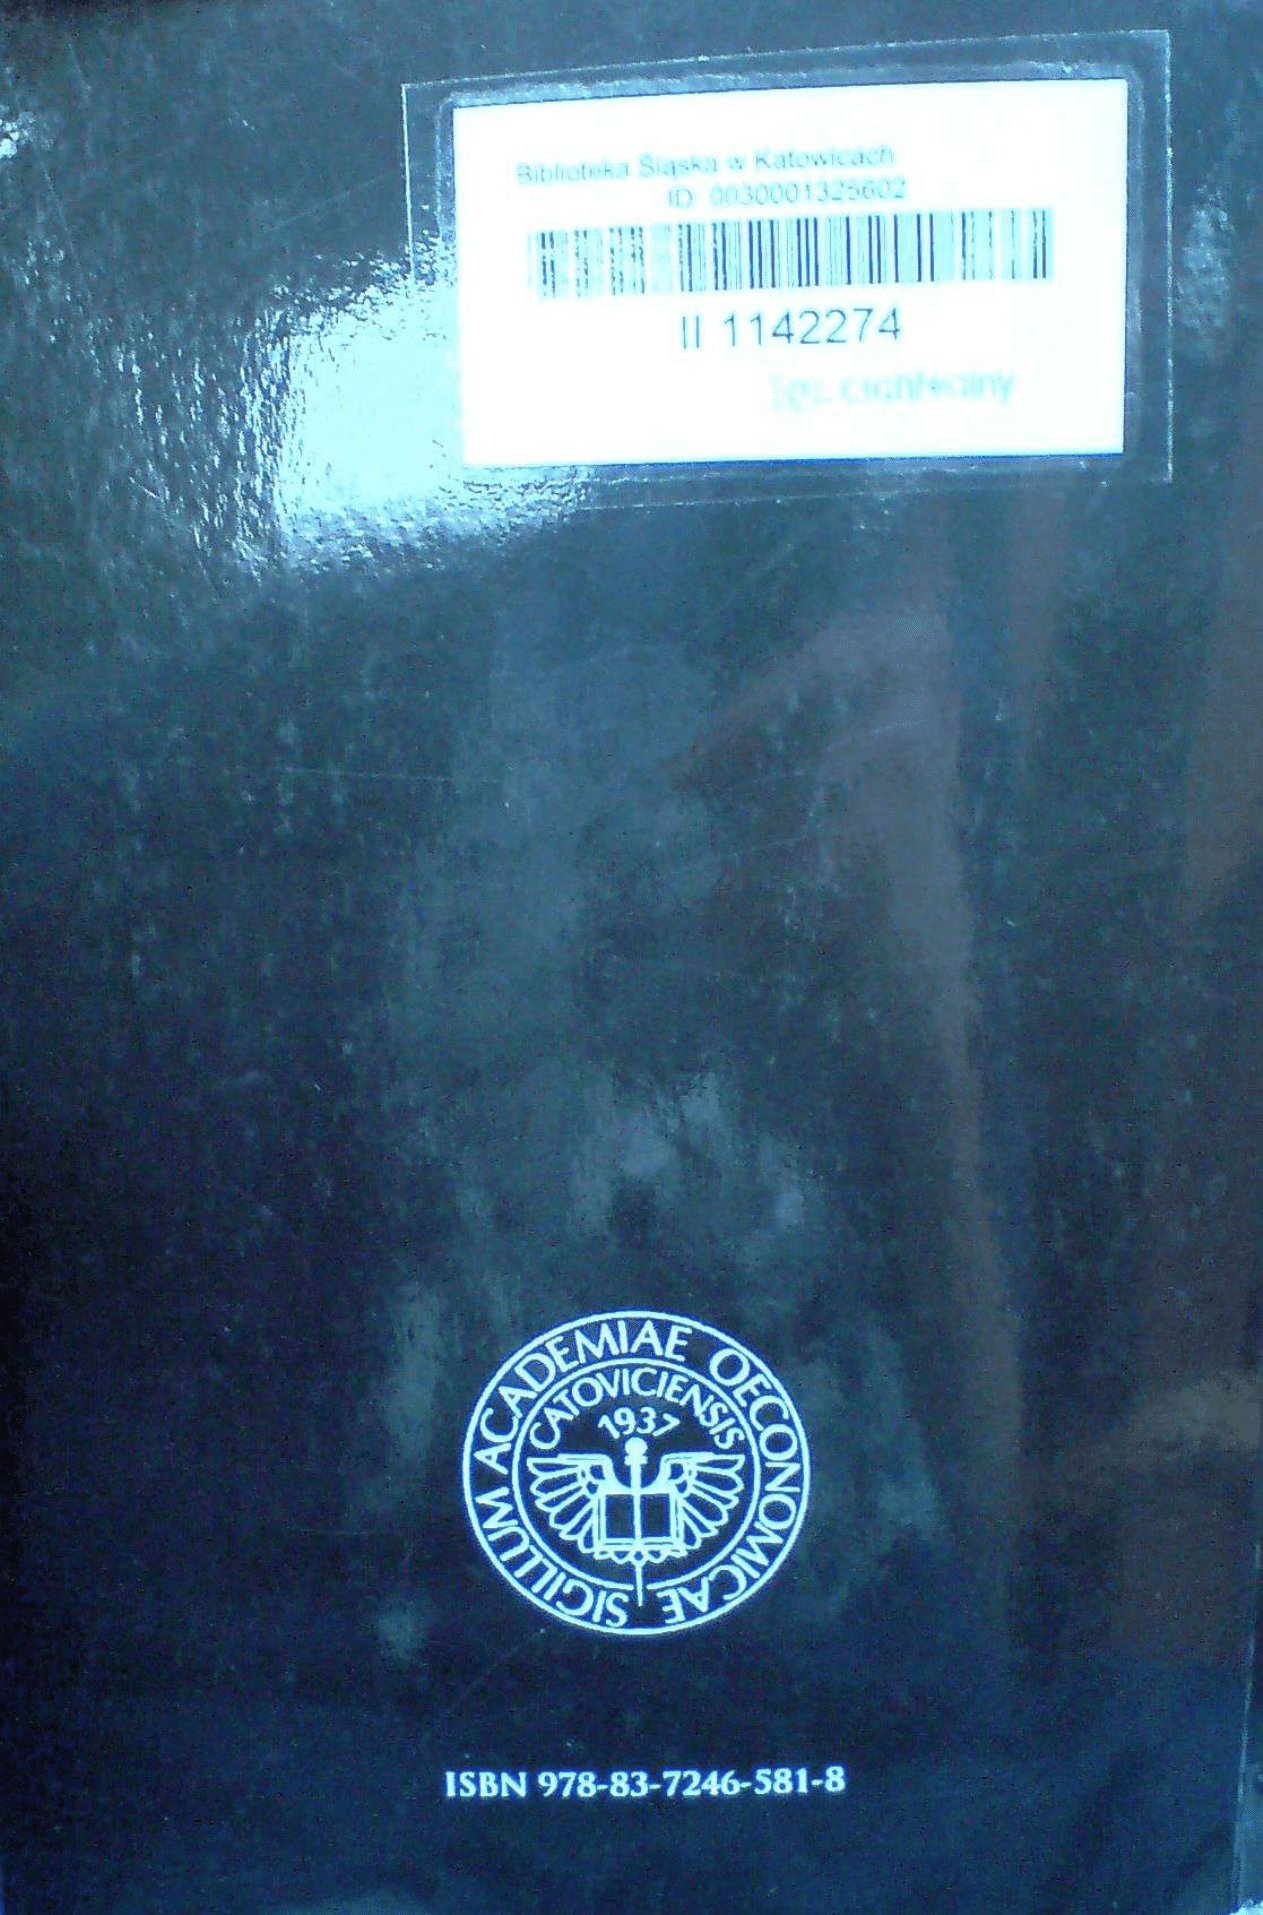 Biblioteka Śląska w Katowicach
ID: 0030001325602
II 1142274
SIGILLUM ACADEMIAE OECONOMICAE
CATOVICIENSIS
1937
ISBN 978-83-7246-581-8